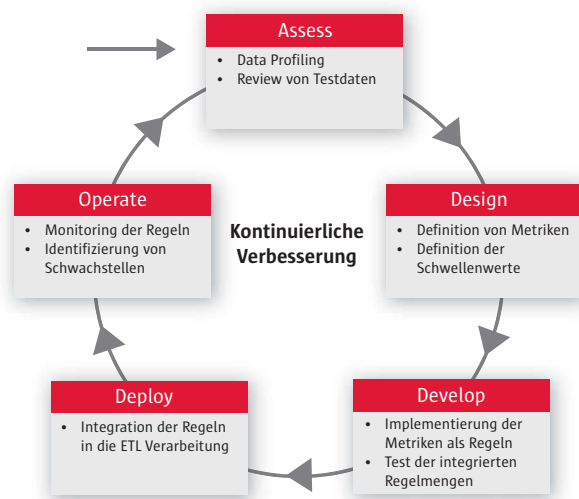 Assess
• Data Profiling
• Review von Testdaten
Operate
• Monitoring der Regeln
• Identifizierung von
Schwachstellen
Kontinuierliche
Verbesserung
Design
• Definition von Metriken
• Definition der
Schwellenwerte
Deploy
• Integration der Regeln
in die ETL Verarbeitung
Develop
• Implementierung der
Metriken als Regeln
• Test der integrierten
Regelmengen